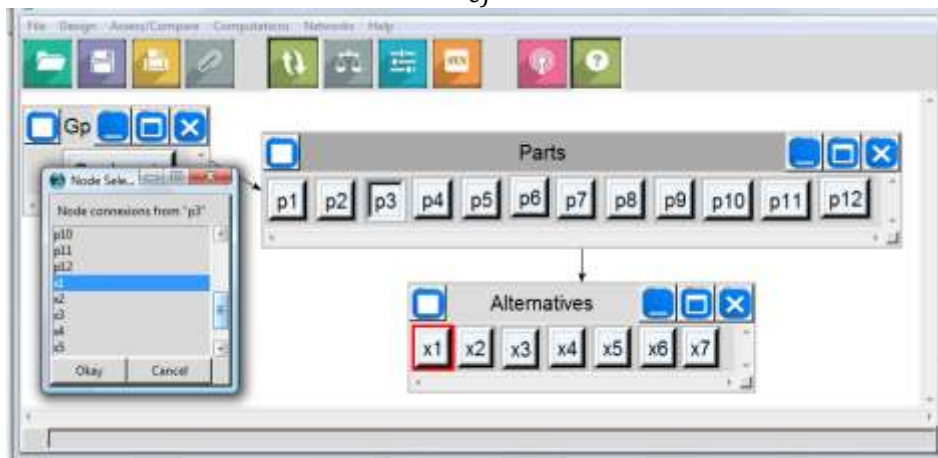 File Design Assess/Compare Computations Networks Help
Gp
Parts
p1 p2 p3 p4 p5 p6 p7 p8 p9 p10 p11 p12
Node Sele...
Node connexions from "p3"
p10
p11
p12
x1
x2
x3
x4
x5
Okay Cancel
Alternatives
x1 x2 x3 x4 x5 x6 x7